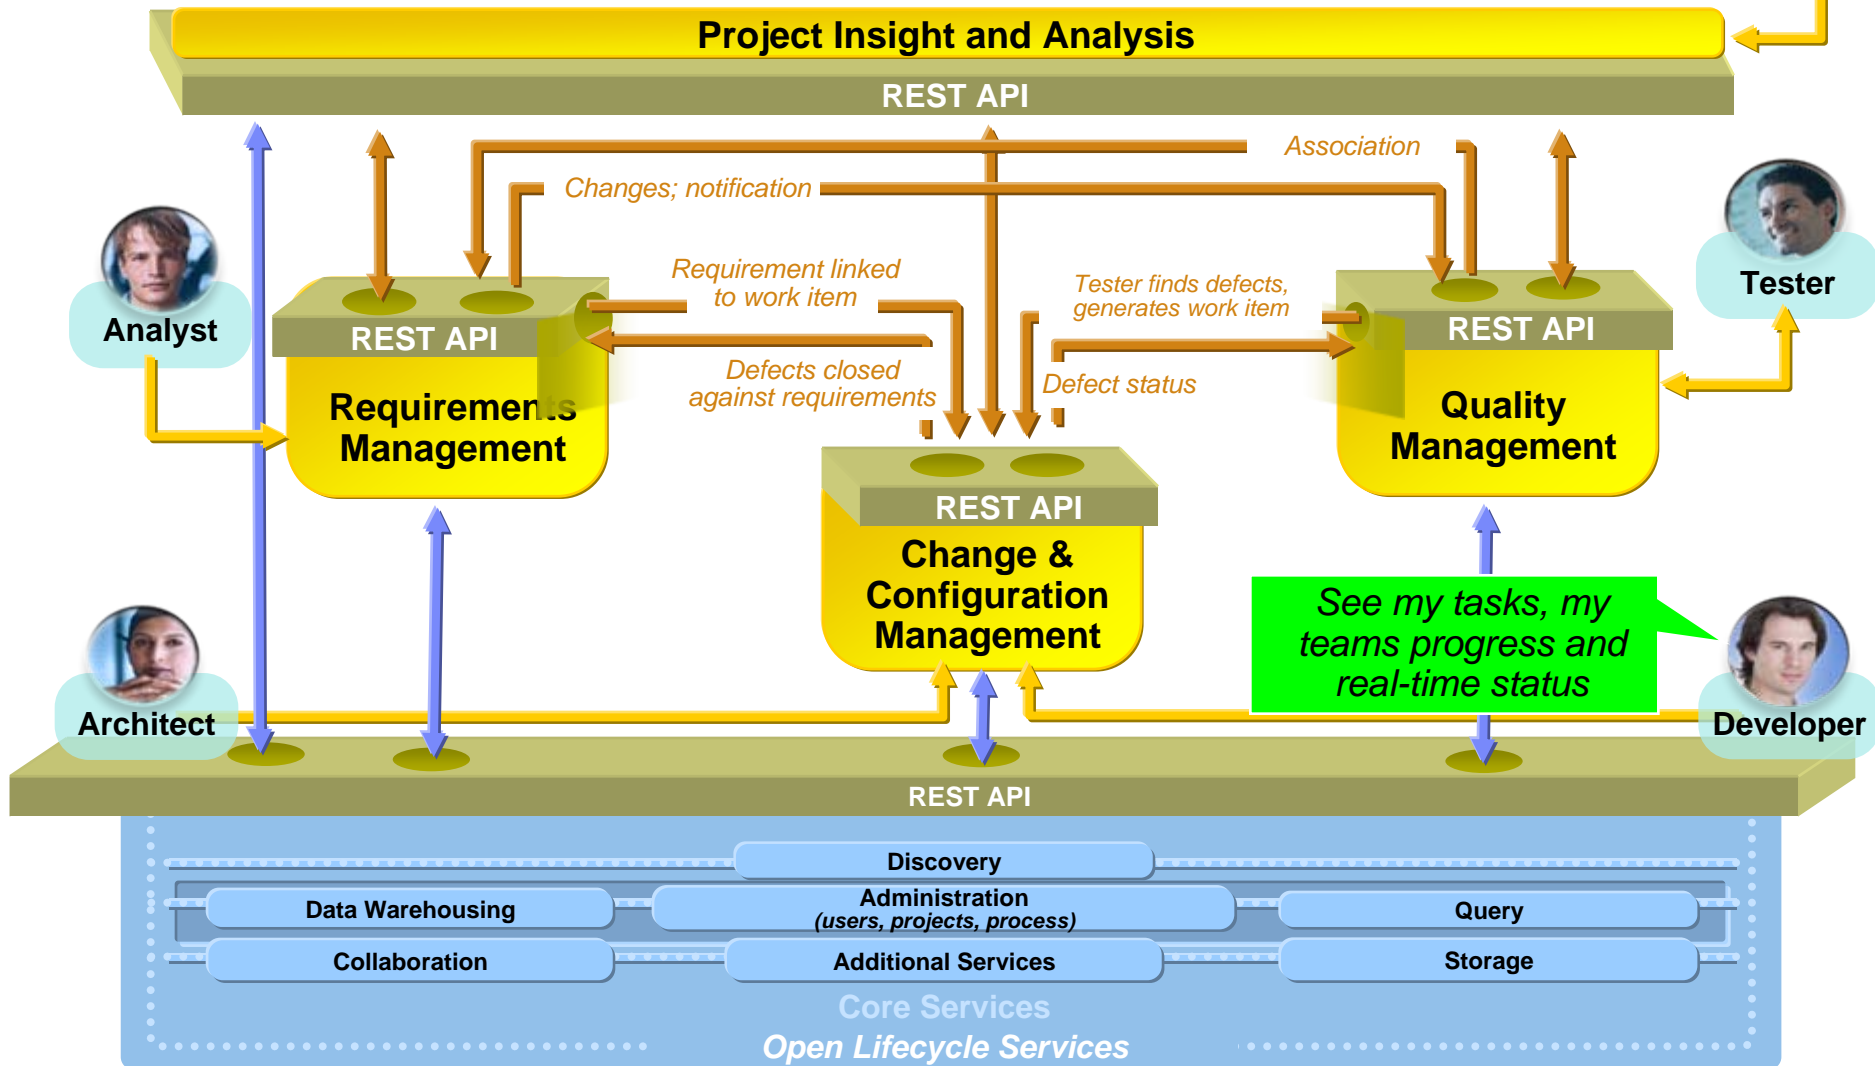 Project Insight and Analysis
REST API
Association
Changes; notification
Requirement linked
to work item
Tester finds defects,
generates work item
Analyst
Tester
REST API
REST API
Defects closed
against requirements
Defect status
Requirements
Management
Quality
Management
REST API
Change &
Configuration
Management
See my tasks, my
teams progress and
real-time status
Architect
Developer
REST API
Discovery
Data Warehousing
Administration
(users, projects, process)
Query
Collaboration
Additional Services
Storage
Core Services
Open Lifecycle Services